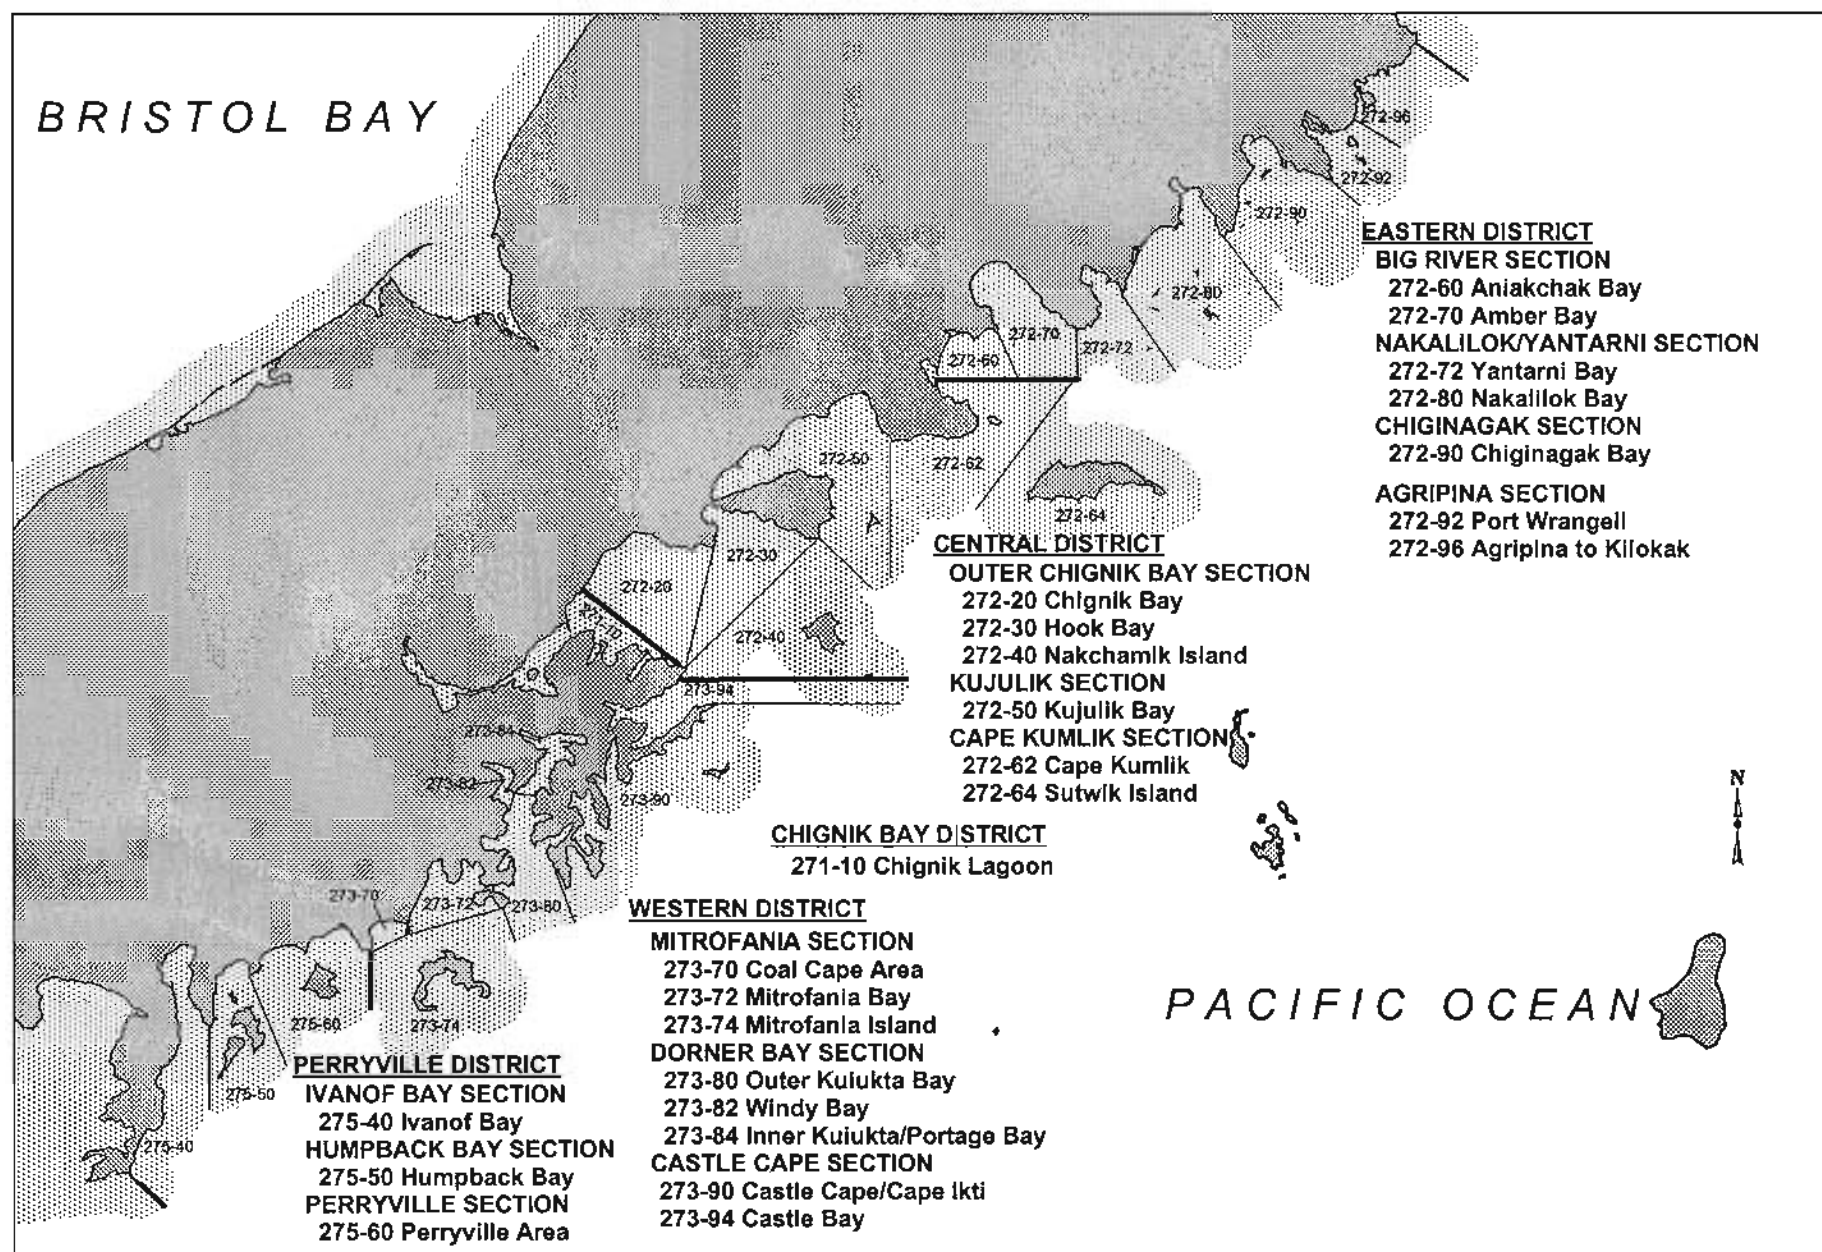 BRISTOL BAY
272-96
272-92
272-90
272-80
272-70
272-72
272-60
272-50
272-62
272-64
272-30
272-20
271-10
272-40
273-94
273-84
273-82
273-90
273-70
273-72
273-80
275-60
273-74
275-50
275-40
EASTERN DISTRICT
BIG RIVER SECTION
272-60 Aniakchak Bay
272-70 Amber Bay
NAKALILOK/YANTARNI SECTION
272-72 Yantarni Bay
272-80 Nakalilok Bay
CHIGINAGAK SECTION
272-90 Chiginagak Bay
AGRIPINA SECTION
272-92 Port Wrangell
272-96 Agripina to Kilokak
CENTRAL DISTRICT
OUTER CHIGNIK BAY SECTION
272-20 Chignik Bay
272-30 Hook Bay
272-40 Nakchamik Island
KUJULIK SECTION
272-50 Kujulik Bay
CAPE KUMLIK SECTION
272-62 Cape Kumlik
272-64 Sutwik Island
CHIGNIK BAY DISTRICT
271-10 Chignik Lagoon
WESTERN DISTRICT
MITROFANIA SECTION
273-70 Coal Cape Area
273-72 Mitrofania Bay
273-74 Mitrofania Island
DORNER BAY SECTION
273-80 Outer Kuiukta Bay
273-82 Windy Bay
273-84 Inner Kuiukta/Portage Bay
CASTLE CAPE SECTION
273-90 Castle Cape/Cape Ikti
273-94 Castle Bay
PERRYVILLE DISTRICT
IVANOF BAY SECTION
275-40 Ivanof Bay
HUMPBACK BAY SECTION
275-50 Humpback Bay
PERRYVILLE SECTION
275-60 Perryville Area
N
PACIFIC OCEAN